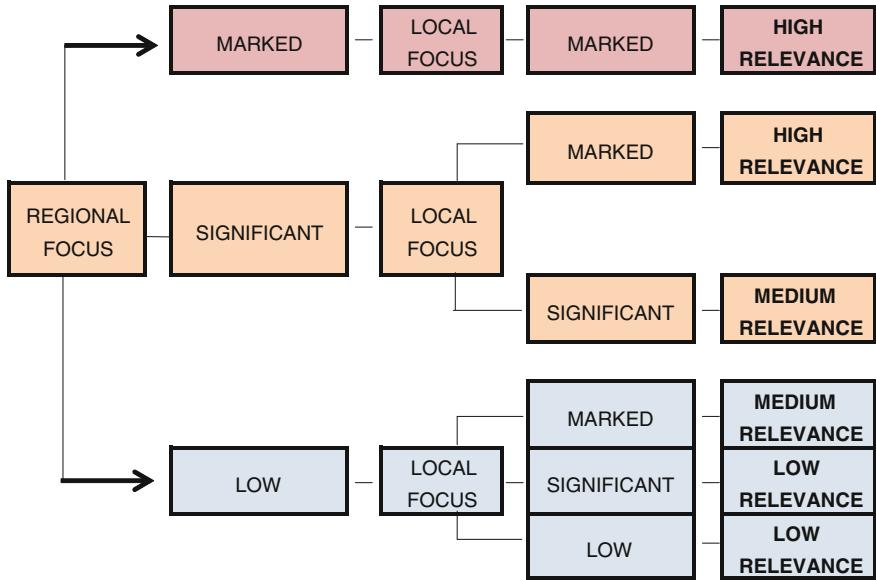 MARKED
LOCAL
FOCUS
MARKED
HIGH
RELEVANCE
MARKED
HIGH
RELEVANCE
REGIONAL
FOCUS
SIGNIFICANT
LOCAL
FOCUS
SIGNIFICANT
MEDIUM
RELEVANCE
MARKED
MEDIUM
RELEVANCE
LOW
LOCAL
FOCUS
SIGNIFICANT
LOW
RELEVANCE
LOW
LOW
RELEVANCE